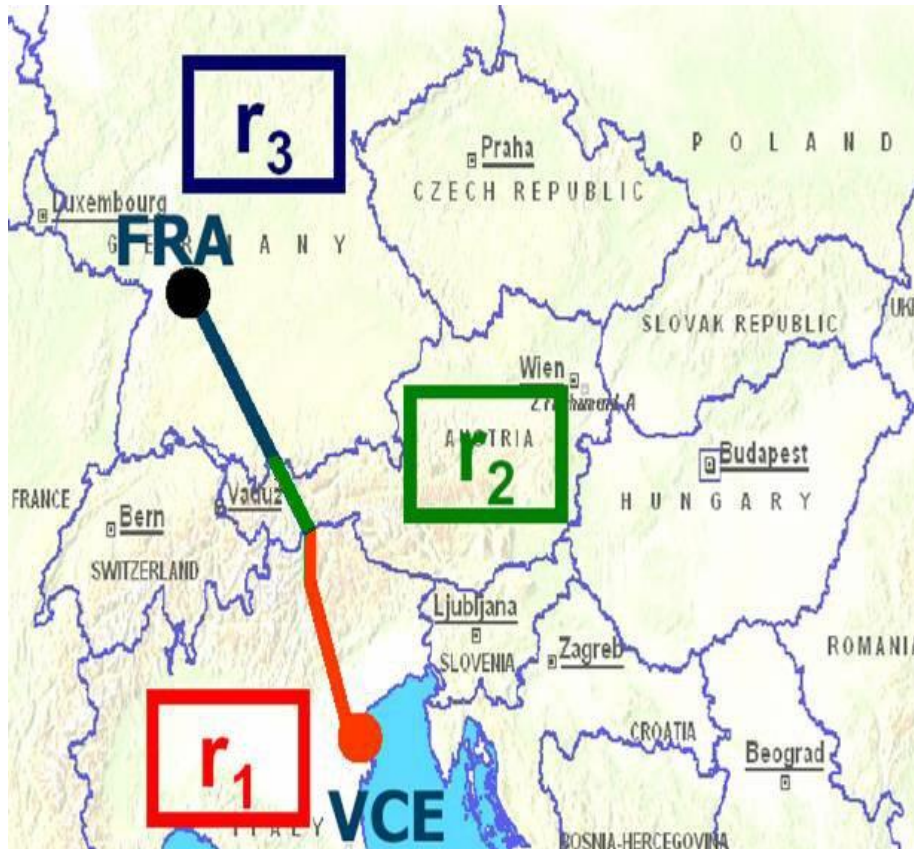 r3
POLAND
Praha
CZECH REPUBLIC
Luxembourg
GERMANY
FRA
SLOVAK REPUBLIC
Wien
AUSTRIA
r2
Budapest
HUNGARY
FRANCE
Vaduz
Bern
SWITZERLAND
Ljubljana
SLOVENIA
Zagreb
ROMANIA
r1
CROATIA
Beograd
ITALY
VCE
BOSNIA-HERCEGOVINA